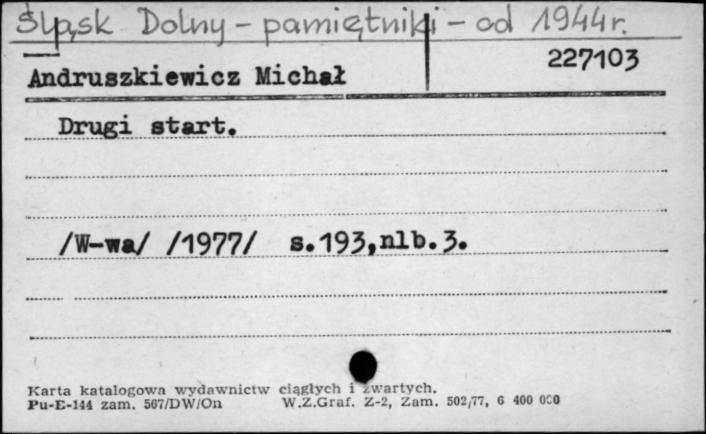 Śląsk Dolny - pamiętniki - od 1944 r.
227103
Andruszkiewicz Michał
Drugi start.
/W-wa/ /1977/ s.193,nlb.3.
Karta katalogowa wydawnictw ciągłych i zwartych.
Pu-E-144 zam. 567/DW/On W.Z.Graf. Z-2, Zam. 502/77, 6 400 000